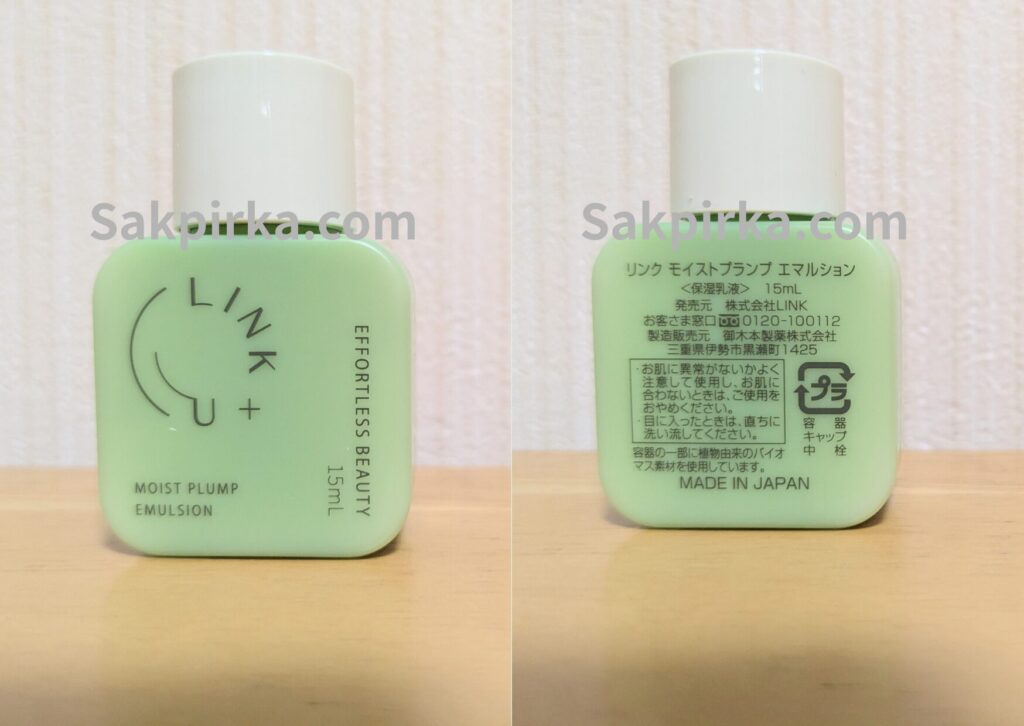 Sakpirka.com
LINK
+
EFFORTLESS BEAUTY
15mL
MOIST PLUMP
EMULSION
Sakpirka.com
リンク モイストプランプ エマルション
<保湿乳液> 15mL
発売元 株式会社LINK
お客さま窓口 0120-100112
製造販売元 御木本製薬株式会社
三重県伊勢市黒瀬町1425
・お肌に異常がないかよく
注意して使用し、お肌に
合わないときは、ご使用を
おやめください。
・目に入ったときは、直ちに
洗い流してください。
プラ
容器
キャップ
中栓
容器の一部に植物由来のバイオ
マス素材を使用しています。
MADE IN JAPAN